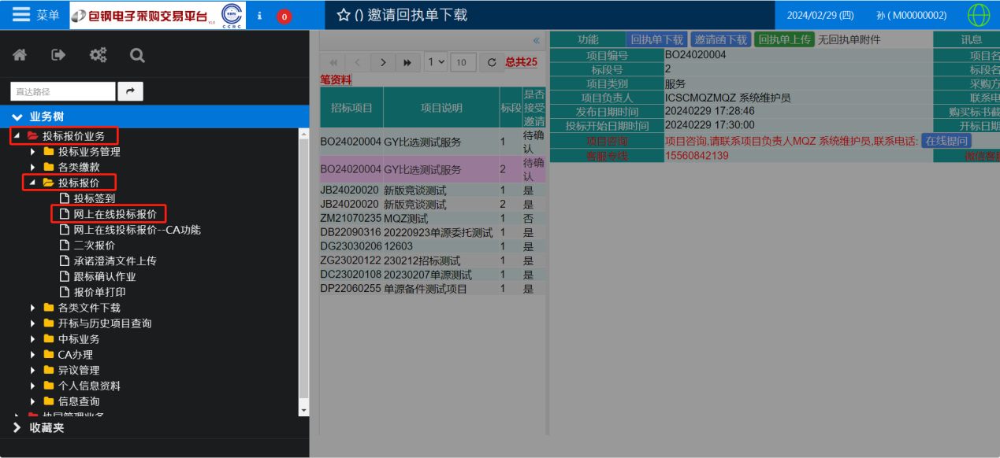 菜单 包钢电子采购交易平台 V1.0 CCRC i 0 ☆ () 邀请回执单下载 2024/02/29 (四) 孙 ( M00000002)
直达路径
业务树
投标报价业务
投标业务管理
各类缴款
投标报价
投标签到
网上在线投标报价
网上在线投标报价--CA功能
二次报价
承诺澄清文件上传
跟标确认作业
报价单打印
各类文件下载
开标与历史项目查询
中标业务
CA办理
异议管理
个人信息资料
信息查询
协同管理业务
收藏夹
«
1 10 总共25
笔资料
招标项目 项目说明 标段 是否接受邀请
BO24020004 GY比选测试服务 1 待确认
BO24020004 GY比选测试服务 2 待确认
JB24020020 新版竞谈测试 1 是
JB24020020 新版竞谈测试 2 是
ZM21070235 MQZ测试 1 否
DB22090316 20220923单源委托测试 1 是
DG23030206 12603 1 是
ZG23020122 230212招标测试 1 是
DC23020108 20230207单源测试 1 是
DP22060255 单源备件测试项目 1 是
功能 回执单下载 邀请函下载 回执单上传 无回执单附件 讯息
项目编号 BO24020004 项目名
标段号 2 标段名
项目类别 服务 采购方
项目负责人 ICSCMQZMQZ 系统维护员 联系电
发布日期时间 20240229 17:28:46 购买标书截
投标开始日期时间 20240229 17:30:00 开标日期
项目咨询 项目咨询,请联系项目负责人MQZ 系统维护员,联系电话: 在线提问
客服专线 15560842139 微信客服